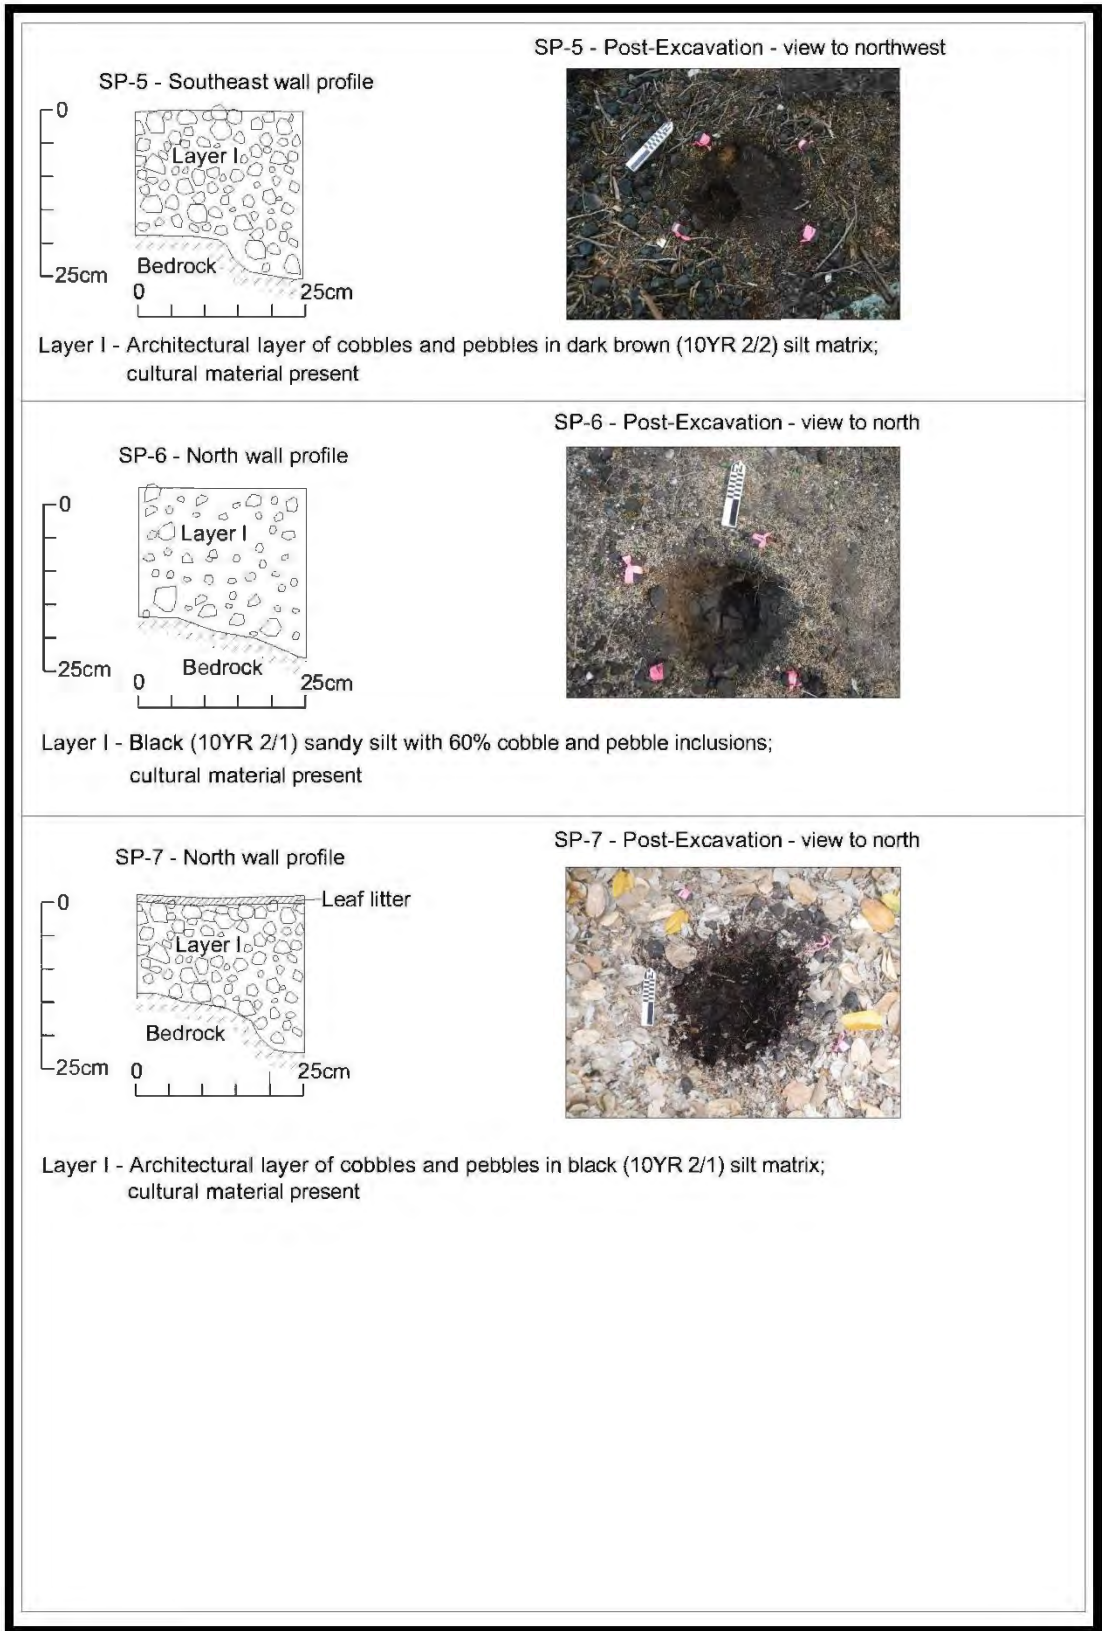 SP-5 - Post-Excavation - view to northwest
SP-5 - Southeast wall profile
0
Layer I
Bedrock
25cm
0 25cm
Layer I - Architectural layer of cobbles and pebbles in dark brown (10YR 2/2) silt matrix;
cultural material present
SP-6 - Post-Excavation - view to north
SP-6 - North wall profile
0
Layer I
Bedrock
25cm
0 25cm
Layer I - Black (10YR 2/1) sandy silt with 60% cobble and pebble inclusions;
cultural material present
SP-7 - Post-Excavation - view to north
SP-7 - North wall profile
0
Leaf litter
Layer I
Bedrock
25cm
0 25cm
Layer I - Architectural layer of cobbles and pebbles in black (10YR 2/1) silt matrix;
cultural material present